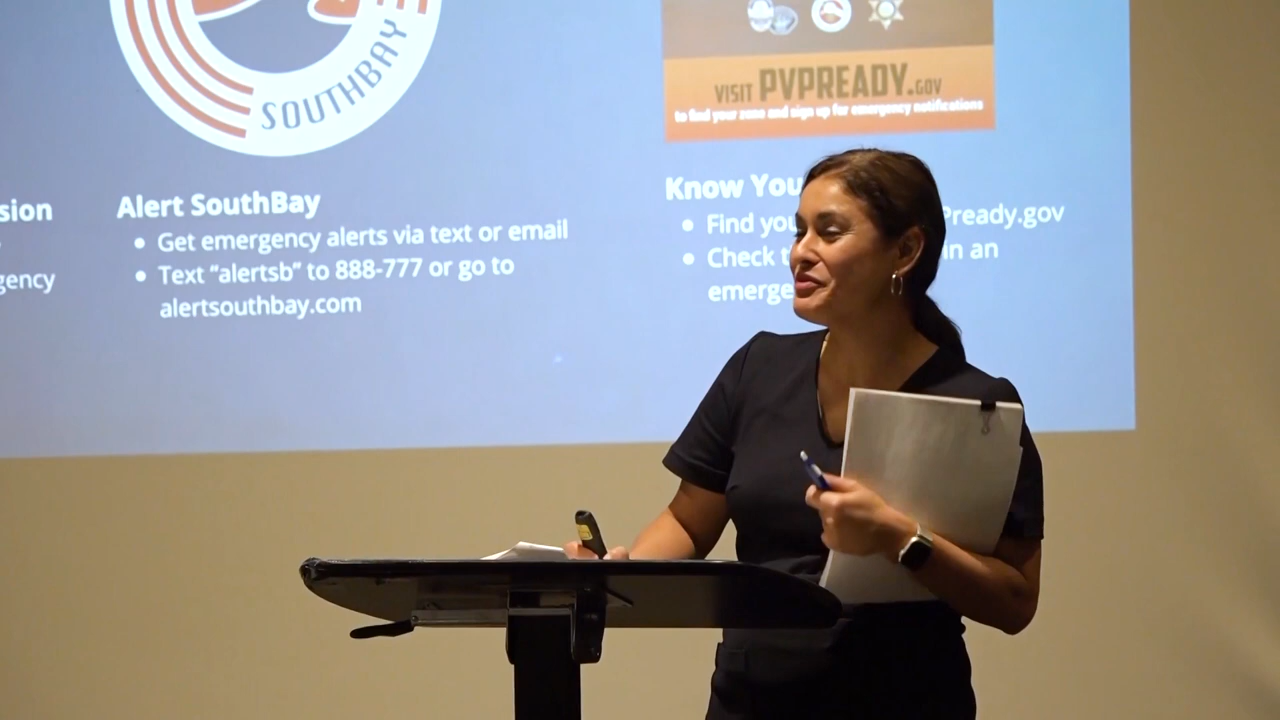 SOUTHBAY
VISIT PVPREADY.GOV
to find your zone and sign up for emergency notifications
sion
gency
Alert SouthBay
• Get emergency alerts via text or email
• Text “alertsb” to 888-777 or go to
alertsouthbay.com
Know You
• Find you Pready.gov
• Check t in an
emerge